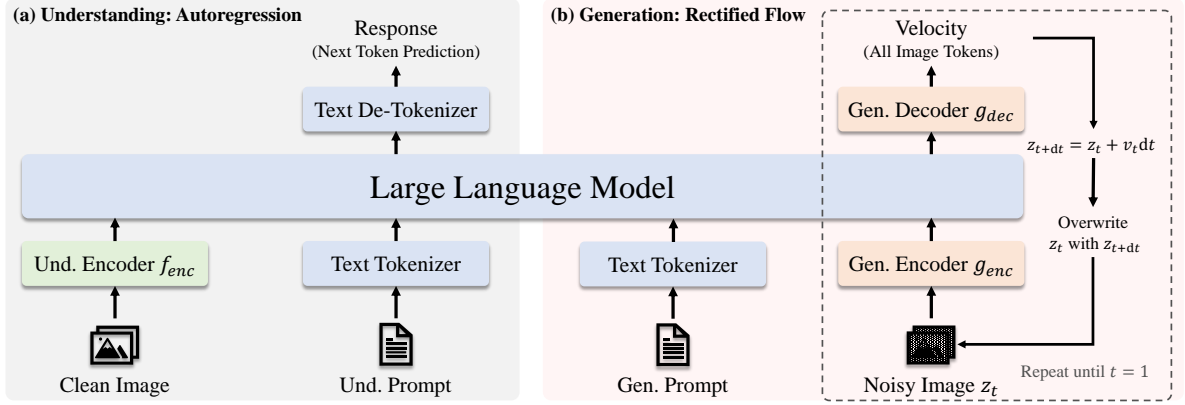 (a) Understanding: Autoregression
Response
(Next Token Prediction)
Text De-Tokenizer
Large Language Model
Und. Encoder f_enc
Text Tokenizer
Clean Image
Und. Prompt
(b) Generation: Rectified Flow
Velocity
(All Image Tokens)
Gen. Decoder g_dec
z_{t+dt} = z_t + v_t dt
Overwrite
z_t with z_{t+dt}
Text Tokenizer
Gen. Encoder g_enc
Gen. Prompt
Noisy Image z_t
Repeat until t = 1